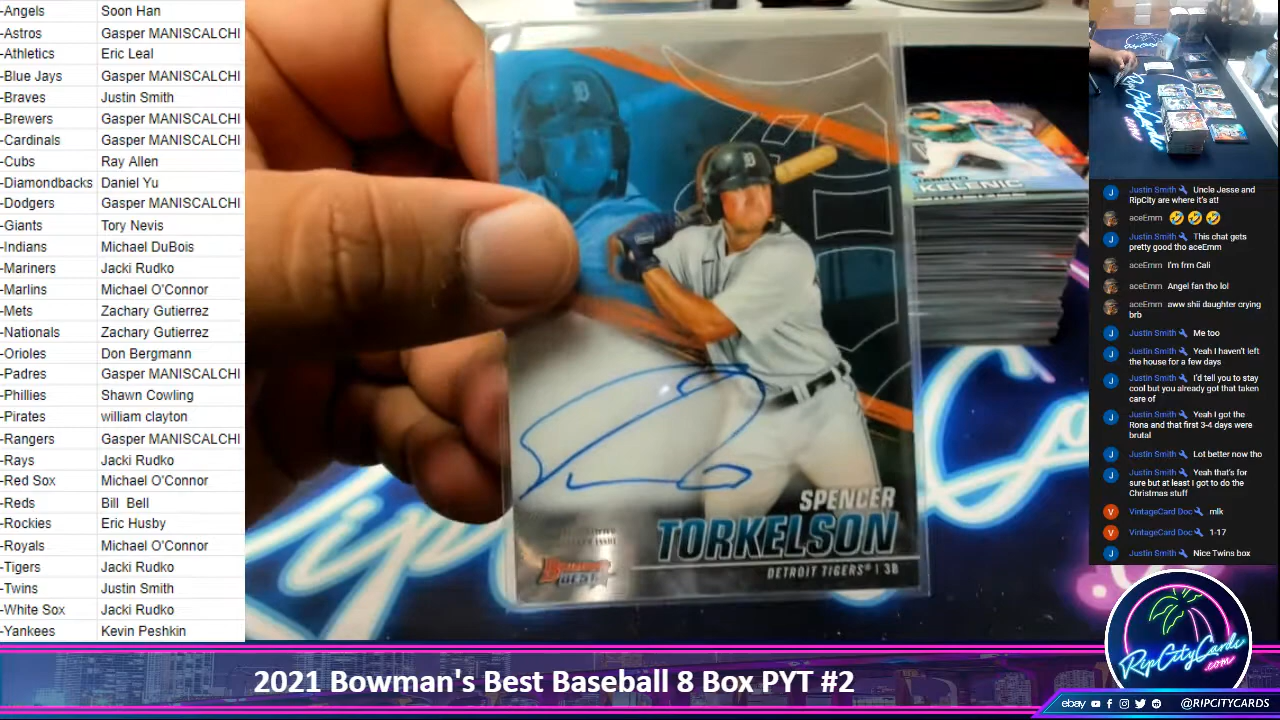 -Angels Soon Han
-Astros Gasper MANISCALCHI
-Athletics Eric Leal
-Blue Jays Gasper MANISCALCHI
-Braves Justin Smith
-Brewers Gasper MANISCALCHI
-Cardinals Gasper MANISCALCHI
-Cubs Ray Allen
-Diamondbacks Daniel Yu
-Dodgers Gasper MANISCALCHI
-Giants Tory Nevis
-Indians Michael DuBois
-Mariners Jacki Rudko
-Marlins Michael O'Connor
-Mets Zachary Gutierrez
-Nationals Zachary Gutierrez
-Orioles Don Bergmann
-Padres Gasper MANISCALCHI
-Phillies Shawn Cowling
-Pirates william clayton
-Rangers Gasper MANISCALCHI
-Rays Jacki Rudko
-Red Sox Michael O'Connor
-Reds Bill Bell
-Rockies Eric Husby
-Royals Michael O'Connor
-Tigers Jacki Rudko
-Twins Justin Smith
-White Sox Jacki Rudko
-Yankees Kevin Peshkin
KELENIC
SPENCER
TORKELSON
DETROIT TIGERS® | 3B
BOWMAN'S
BEST
Justin Smith Uncle Jesse and
RipCity are where it's at!
aceEmm 🤣🤣🤣
Justin Smith This chat gets
pretty good tho aceEmm
aceEmm I'm frm Cali
aceEmm Angel fan tho lol
aceEmm aww shii daughter crying
brb
Justin Smith Me too
Justin Smith Yeah I haven't left
the house for a few days
Justin Smith I'd tell you to stay
cool but you already got that taken
care of
Justin Smith Yeah I got the
Rona and that first 3-4 days were
brutal
Justin Smith Lot better now tho
Justin Smith Yeah that's for
sure but at least I got to do the
Christmas stuff
VintageCard Doc mlk
VintageCard Doc 1-17
Justin Smith Nice Twins box
RipCityCards
.com
2021 Bowman's Best Baseball 8 Box PYT #2
ebay @RIPCITYCARDS